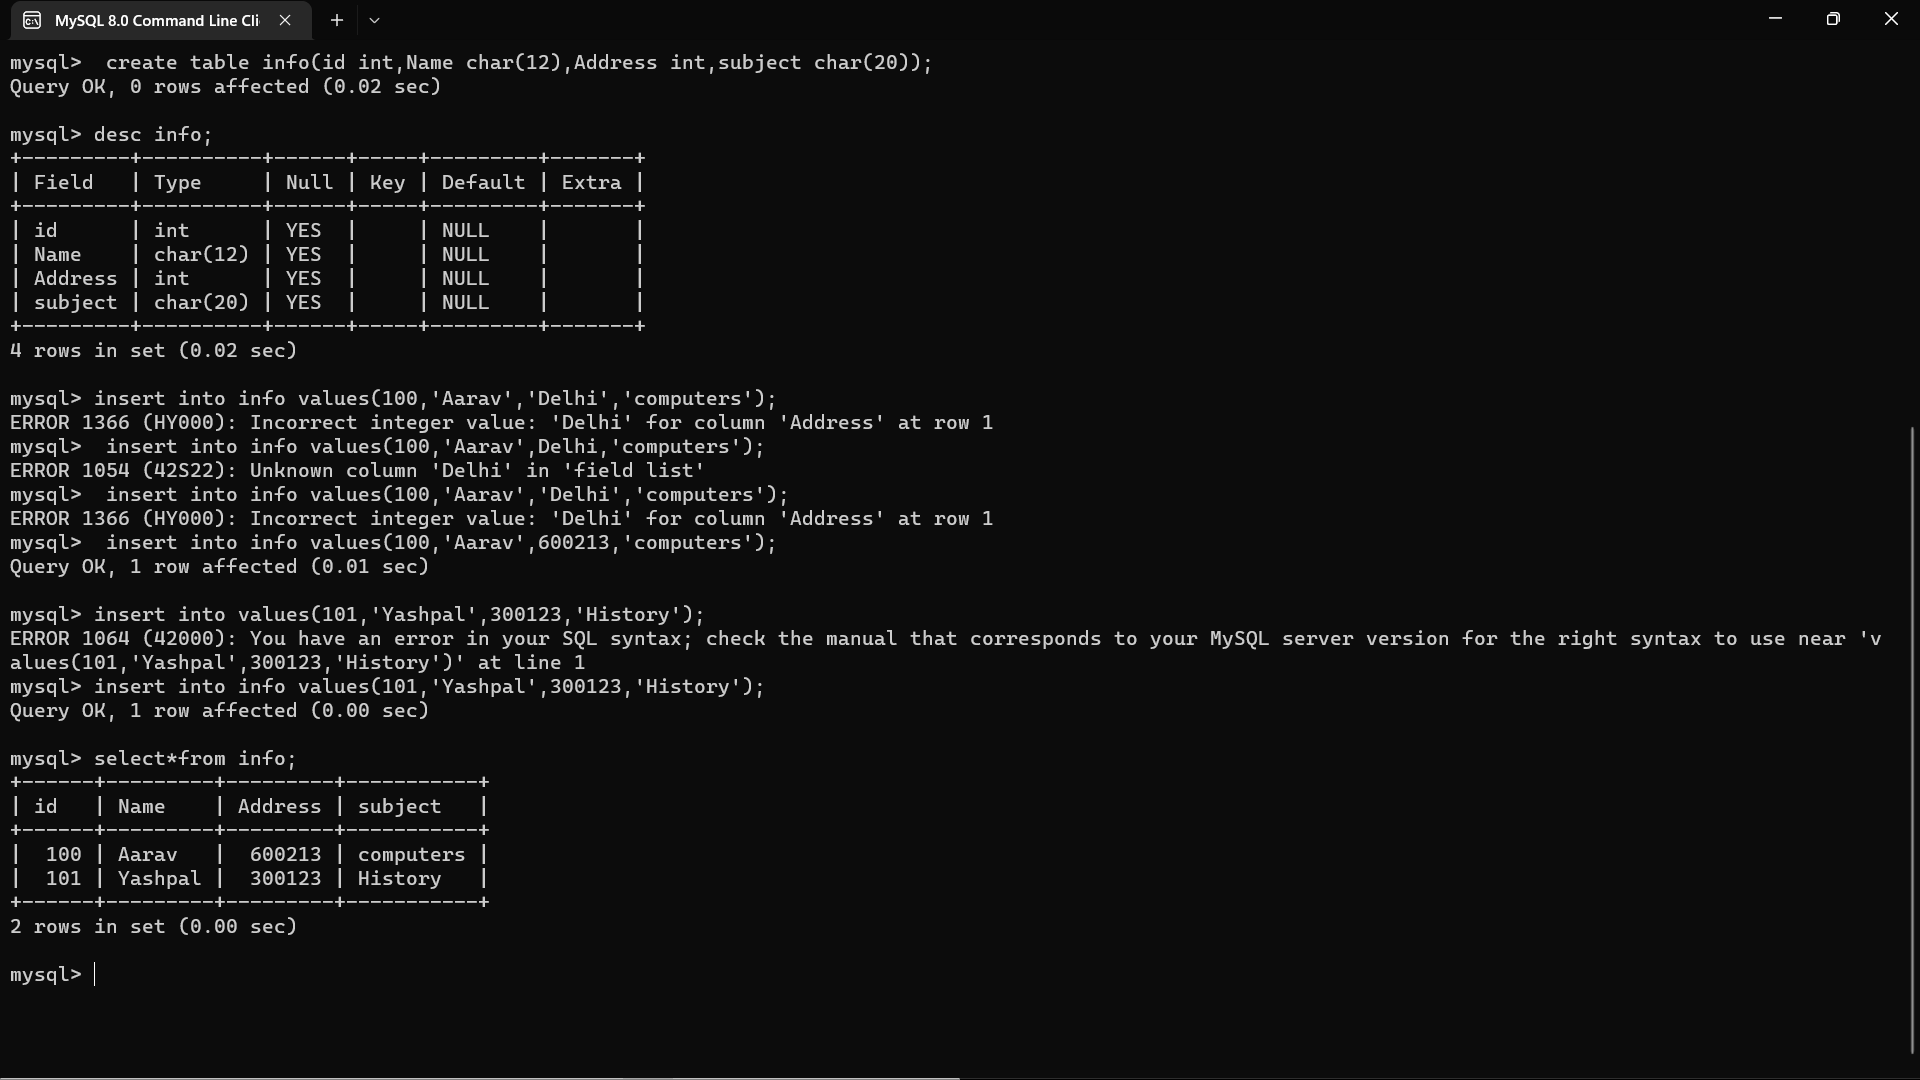 MySQL 8.0 Command Line Cli
mysql>  create table info(id int,Name char(12),Address int,subject char(20));
Query OK, 0 rows affected (0.02 sec)

mysql> desc info;
+---------+----------+------+-----+---------+-------+
| Field   | Type     | Null | Key | Default | Extra |
+---------+----------+------+-----+---------+-------+
| id      | int      | YES  |     | NULL    |       |
| Name    | char(12) | YES  |     | NULL    |       |
| Address | int      | YES  |     | NULL    |       |
| subject | char(20) | YES  |     | NULL    |       |
+---------+----------+------+-----+---------+-------+
4 rows in set (0.02 sec)

mysql> insert into info values(100,'Aarav','Delhi','computers');
ERROR 1366 (HY000): Incorrect integer value: 'Delhi' for column 'Address' at row 1
mysql>  insert into info values(100,'Aarav',Delhi,'computers');
ERROR 1054 (42S22): Unknown column 'Delhi' in 'field list'
mysql>  insert into info values(100,'Aarav','Delhi','computers');
ERROR 1366 (HY000): Incorrect integer value: 'Delhi' for column 'Address' at row 1
mysql>  insert into info values(100,'Aarav',600213,'computers');
Query OK, 1 row affected (0.01 sec)

mysql> insert into values(101,'Yashpal',300123,'History');
ERROR 1064 (42000): You have an error in your SQL syntax; check the manual that corresponds to your MySQL server version for the right syntax to use near 'v
alues(101,'Yashpal',300123,'History')' at line 1
mysql> insert into info values(101,'Yashpal',300123,'History');
Query OK, 1 row affected (0.00 sec)

mysql> select*from info;
+------+---------+---------+-----------+
| id   | Name    | Address | subject   |
+------+---------+---------+-----------+
|  100 | Aarav   |  600213 | computers |
|  101 | Yashpal |  300123 | History   |
+------+---------+---------+-----------+
2 rows in set (0.00 sec)

mysql>